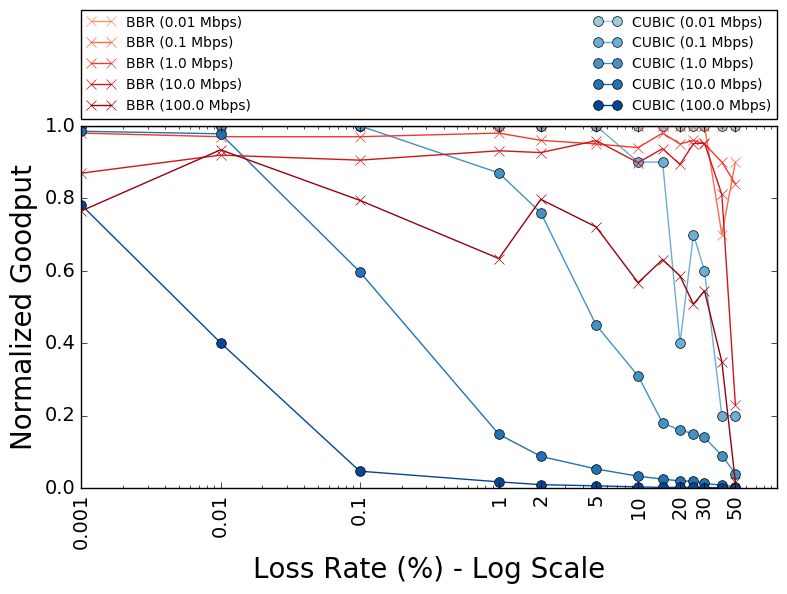 BBR (0.01 Mbps)
BBR (0.1 Mbps)
BBR (1.0 Mbps)
BBR (10.0 Mbps)
BBR (100.0 Mbps)
CUBIC (0.01 Mbps)
CUBIC (0.1 Mbps)
CUBIC (1.0 Mbps)
CUBIC (10.0 Mbps)
CUBIC (100.0 Mbps)
Normalized Goodput
1.0
0.8
0.6
0.4
0.2
0.0
0.001
0.01
0.1
1
2
5
10
20
30
50
Loss Rate (%) - Log Scale